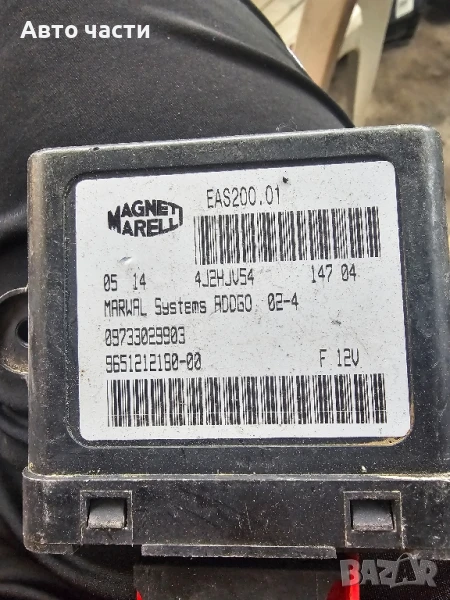 Авто части
MAGNETI MARELLI
EAS200.01
05 14 4J2HJV54 147 04
MARWAL Systems ADDGO 02-4
09733029903
9651212180-00 F 12V
BAZAR